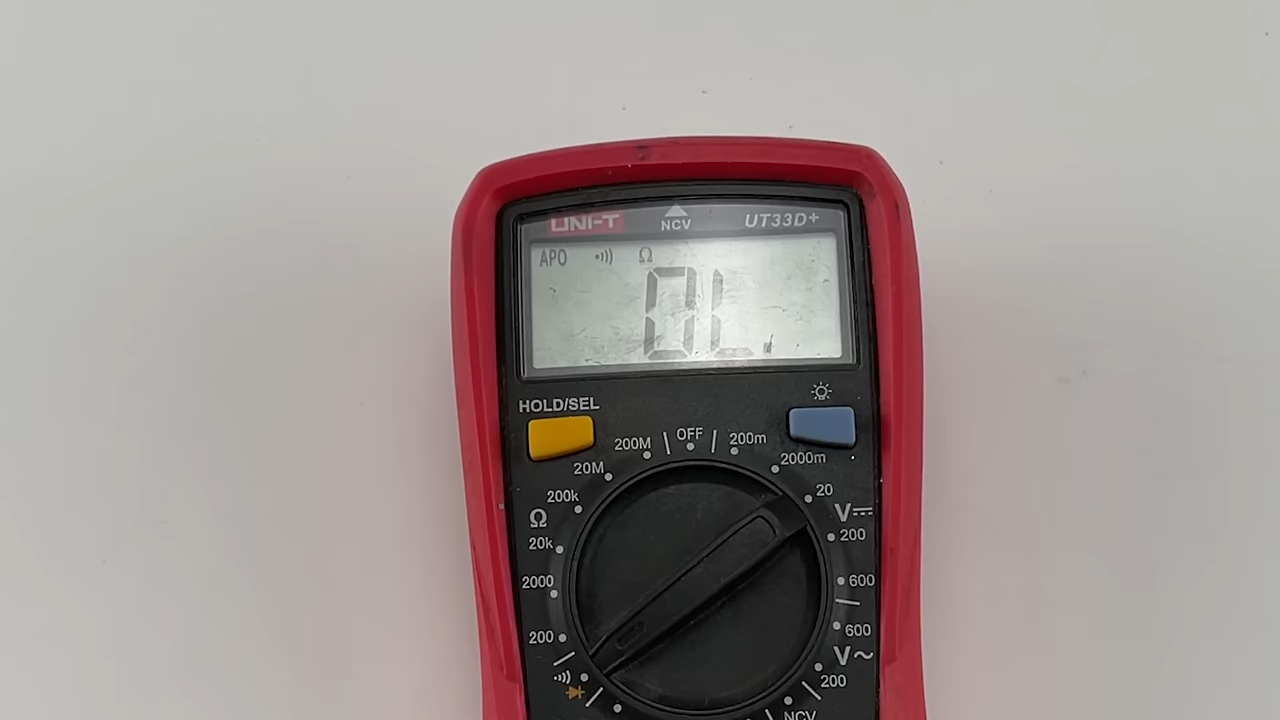 UNI-T NCV UT33D+
APO Ω
OL.
HOLD/SEL
200M OFF 200m
20M 2000m
200k 20
Ω V⎓
20k 200
2000 600
200 600
V~
200
NCV